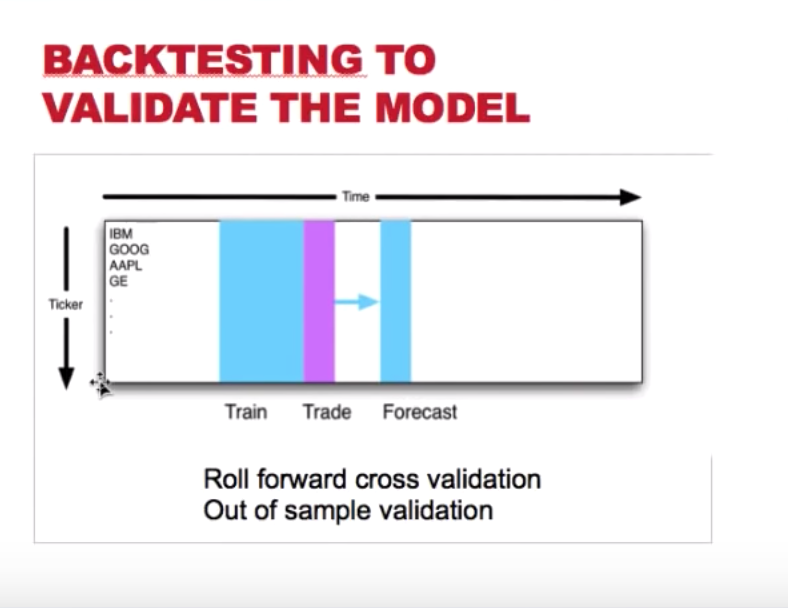 BACKTESTING TO
VALIDATE THE MODEL
Time
IBM
GOOG
AAPL
GE
.
.
.
Ticker
Train Trade Forecast
Roll forward cross validation
Out of sample validation